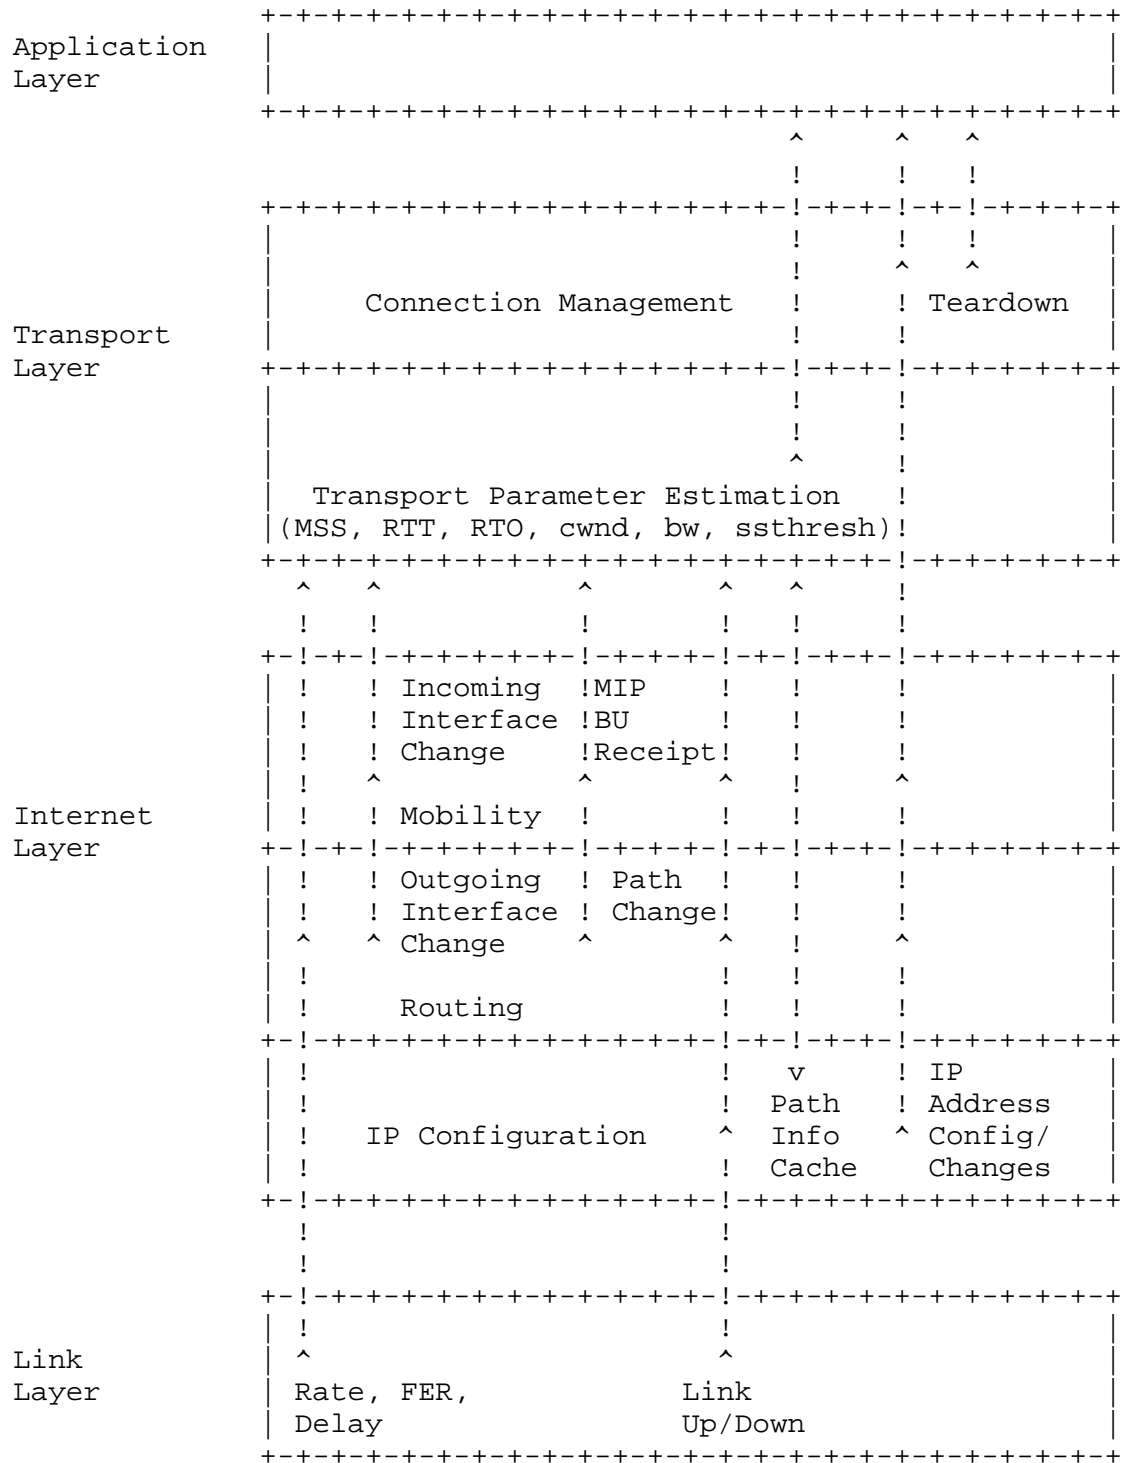 +-+-+-+-+-+-+-+-+-+-+-+-+-+-+-+-+-+-+-+-+-+-+-+-+
Application   |                                               |
Layer         |                                               |
              +-+-+-+-+-+-+-+-+-+-+-+-+-+-+-+-+-+-+-+-+-+-+-+-+
                                            ^     ^   ^
                                            !     !   !
              +-+-+-+-+-+-+-+-+-+-+-+-+-+-+-!-+-+-!-+-!-+-+-+-+
              |                             !     !   !       |
              |                             !     ^   ^       |
              |     Connection Management   !     ! Teardown  |
Transport     |                             !     !           |
Layer         +-+-+-+-+-+-+-+-+-+-+-+-+-+-+-!-+-+-!-+-+-+-+-+-+
              |                             !     !           |
              |                             !     !           |
              |                             ^     !           |
              |  Transport Parameter Estimation   !           |
              |(MSS, RTT, RTO, cwnd, bw, ssthresh)!           |
              +-+-+-+-+-+-+-+-+-+-+-+-+-+-+-+-+-+-!-+-+-+-+-+-+
                ^   ^           ^       ^   ^     !
                !   !           !       !   !     !
              +-!-+-!-+-+-+-+-+-!-+-+-+-!-+-!-+-+-!-+-+-+-+-+-+
              | !   ! Incoming  !MIP    !   !     !           |
              | !   ! Interface !BU     !   !     !           |
              | !   ! Change    !Receipt!   !     !           |
              | !   ^           ^       ^   !     ^           |
Internet      | !   ! Mobility  !       !   !     !           |
Layer         +-!-+-!-+-+-+-+-+-!-+-+-+-!-+-!-+-+-!-+-+-+-+-+-+
              | !   ! Outgoing  ! Path  !   !     !           |
              | !   ! Interface ! Change!   !     !           |
              | ^   ^ Change    ^       ^   !     ^           |
              | !                       !   !     !           |
              | !     Routing           !   !     !           |
              +-!-+-+-+-+-+-+-+-+-+-+-+-!-+-!-+-+-!-+-+-+-+-+-+
              | !                       !   v     ! IP        |
              | !                       !  Path   ! Address   |
              | !   IP Configuration    ^  Info   ^ Config/   |
              | !                       !  Cache    Changes   |
              +-!-+-+-+-+-+-+-+-+-+-+-+-!-+-+-+-+-+-+-+-+-+-+-+
                !                       !
                !                       !
              +-!-+-+-+-+-+-+-+-+-+-+-+-!-+-+-+-+-+-+-+-+-+-+-+
              | !                       !                     |
Link          | ^                       ^                     |
Layer         | Rate, FER,            Link                    |
              | Delay                 Up/Down                 |
              +-+-+-+-+-+-+-+-+-+-+-+-+-+-+-+-+-+-+-+-+-+-+-+-+